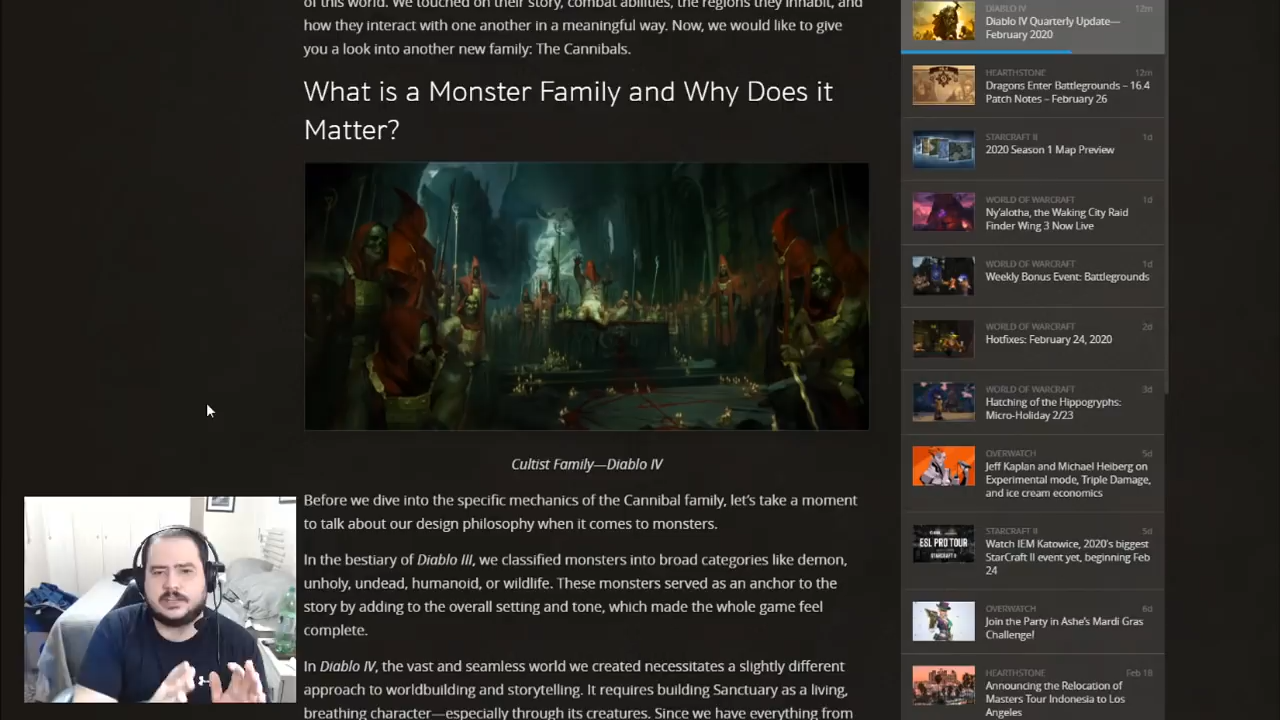 of this world. We touched on their story, combat abilities, the regions they inhabit, and
how they interact with one another in a meaningful way. Now, we would like to give
you a look into another new family: The Cannibals.
What is a Monster Family and Why Does it
Matter?
Cultist Family—Diablo IV
Before we dive into the specific mechanics of the Cannibal family, let's take a moment
to talk about our design philosophy when it comes to monsters.
In the bestiary of Diablo III, we classified monsters into broad categories like demon,
unholy, undead, humanoid, or wildlife. These monsters served as an anchor to the
story by adding to the overall setting and tone, which made the whole game feel
complete.
In Diablo IV, the vast and seamless world we created necessitates a slightly different
approach to worldbuilding and storytelling. It requires building Sanctuary as a living,
breathing character—especially through its creatures. Since we have everything from
DIABLO IV 12m
Diablo IV Quarterly Update—
February 2020
HEARTHSTONE 12m
Dragons Enter Battlegrounds – 16.4
Patch Notes – February 26
STARCRAFT II 1d
2020 Season 1 Map Preview
WORLD OF WARCRAFT 1d
Ny'alotha, the Waking City Raid
Finder Wing 3 Now Live
WORLD OF WARCRAFT 1d
Weekly Bonus Event: Battlegrounds
WORLD OF WARCRAFT 2d
Hotfixes: February 24, 2020
WORLD OF WARCRAFT 3d
Hatching of the Hippogryphs:
Micro-Holiday 2/23
OVERWATCH 5d
Jeff Kaplan and Michael Heiberg on
Experimental mode, Triple Damage,
and ice cream economics
ESL PRO TOUR
STARCRAFT II 5d
Watch IEM Katowice, 2020's biggest
StarCraft II event yet, beginning Feb
24
OVERWATCH 6d
Join the Party in Ashe's Mardi Gras
Challenge!
HEARTHSTONE Feb 18
Announcing the Relocation of
Masters Tour Indonesia to Los
Angeles